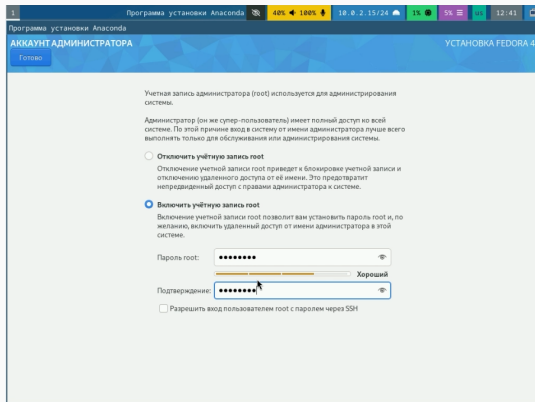 1 Программа установки Anaconda 40% 100% 10.0.2.15/24 1% 5% us 12:41
Программа установки Anaconda
АККАУНТ АДМИНИСТРАТОРА УСТАНОВКА FEDORA 4
Готово
Учетная запись администратора (root) используется для администрирования
системы.
Администратор (он же супер-пользователь) имеет полный доступ ко всей
системе. По этой причине вход в систему от имени администратора лучше всего
выполнять только для обслуживания или администрирования системы.
Отключить учётную запись root
Отключение учетной записи root приведет к блокировке учетной записи и
отключению удаленного доступа от её имени. Это предотвратит
непредвиденный доступ с правами администратора к системе.
Включить учётную запись root
Включение учетной записи root позволит вам установить пароль root и, по
желанию, включить удаленный доступ от имени администратора в этой
системе.
Пароль root: ●●●●●●●●
Хороший
Подтверждение: ●●●●●●●●
Разрешить вход пользователем root с паролем через SSH